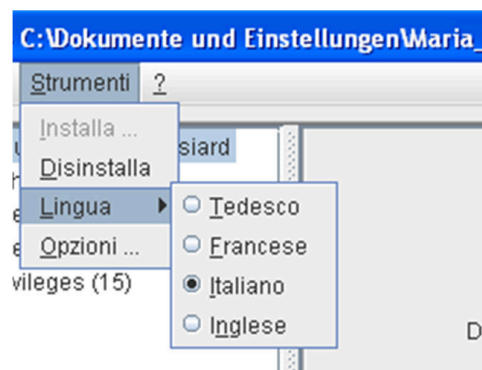 C:\Dokumente und Einstellungen\Maria_
Strumenti ?
Installa ...
siard
Disinstalla
Lingua
Tedesco
Opzioni ...
Francese
vileges (15)
Italiano
Inglese
D